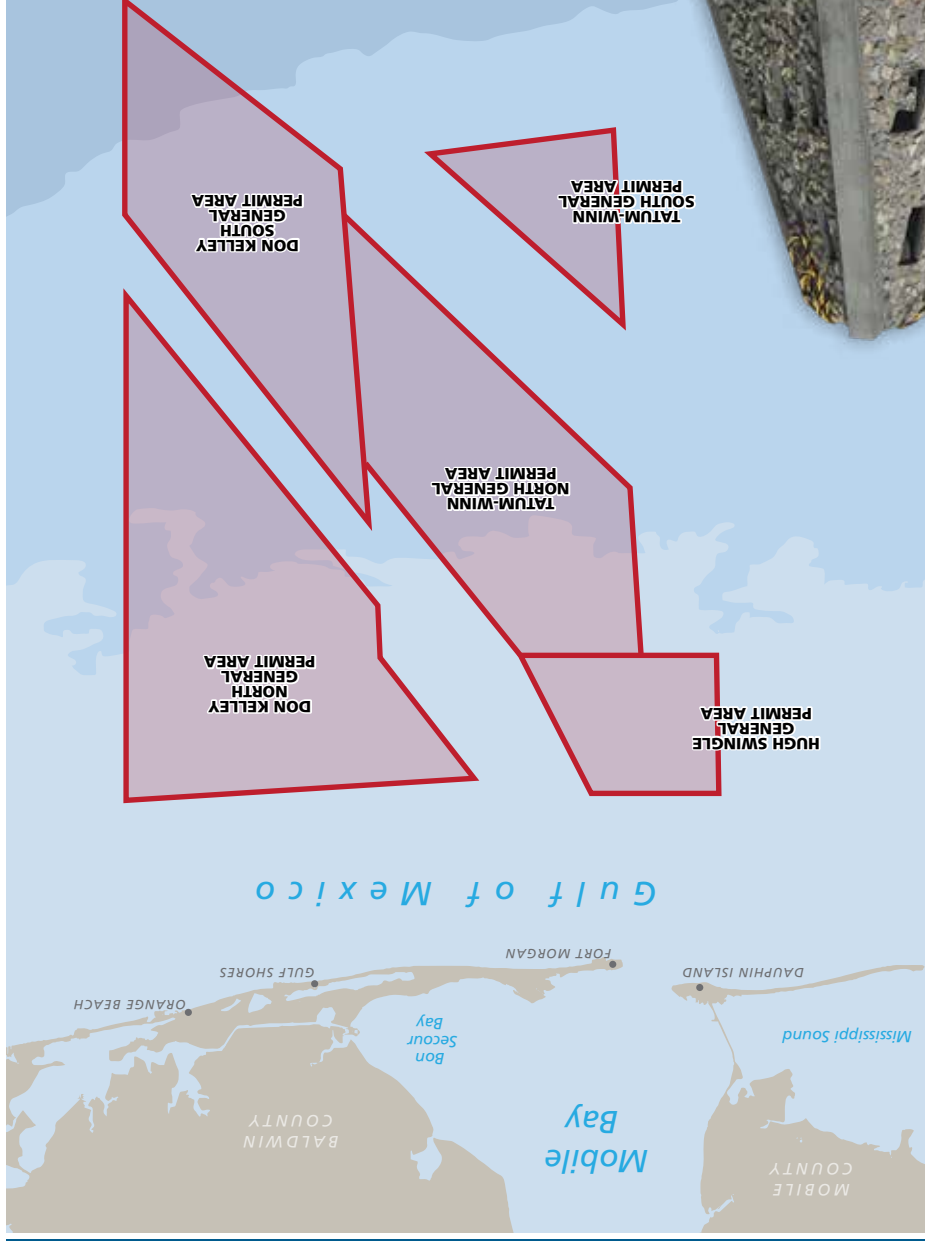 MOBILE
COUNTY
Mobile
Bay
BALDWIN
COUNTY
Mississippi Sound
Bon
Secour
Bay
DAUPHIN ISLAND
FORT MORGAN
GULF SHORES
ORANGE BEACH
Gulf of Mexico
HUGH SWINGLE
GENERAL
PERMIT AREA
DON KELLEY
NORTH
GENERAL
PERMIT AREA
TATUM-WINN
NORTH GENERAL
PERMIT AREA
DON KELLEY
SOUTH
GENERAL
PERMIT AREA
TATUM-WINN
SOUTH GENERAL
PERMIT AREA